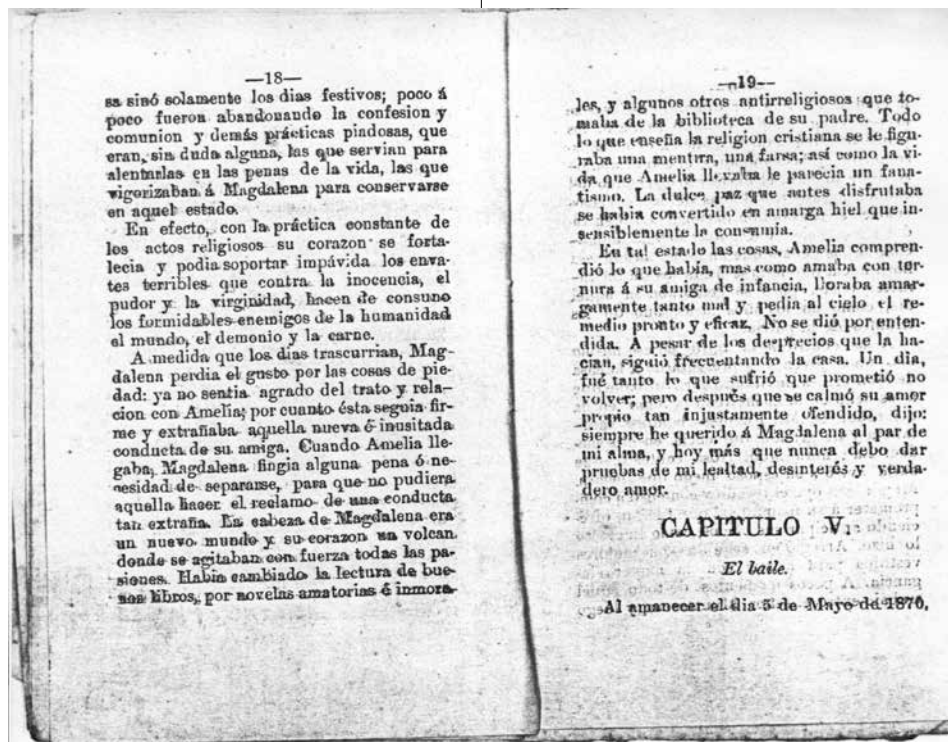 —18—
sa sinó solamente los dias festivos; poco á
poco fueron abandonando la confesion y
comunion y demás prácticas piadosas, que
eran, sin duda alguna, las que servian para
alentarlas en las penas de la vida, las que
vigorizaban á Magdalena para conservarse
en aquel estado.
En efecto, con la práctica constante de
los actos religiosos su corazon se forta-
lecia y podia soportar impávida los enva-
tes terribles que contra la inocencia, el
pudor y la virginidad, hacen de consuno
los formidables enemigos de la humanidad
el mundo, el demonio y la carne.
A medida que los dias trascurrian, Mag-
dalena perdia el gusto por las cosas de pie-
dad: ya no sentia agrado del trato y rela-
cion con Amelia; por cuanto ésta seguia fir-
me y extrañaba aquella nueva é inusitada
conducta de su amiga. Cuando Amelia lle-
gaba, Magdalena fingia alguna pena ó ne-
cesidad de separarse, para que no pudiera
aquella hacer el reclamo de una conducta
tan extraña. La cabeza de Magdalena era
un nuevo mundo y su corazon un volcan
donde se agitaban con fuerza todas las pa-
siones. Habia cambiado la lectura de bue-
nos libros, por novelas amatorias é inmora-
—19—
les, y algunos otros antirreligiosos que to-
maba de la biblioteca de su padre. Todo
lo que enseña la religion cristiana se le figu-
raba una mentira, una farsa; así como la vi-
da que Amelia llevaba le parecia un fana-
tismo. La dulce paz que antes disfrutaba
se habia convertido en amarga hiel que in-
sensiblemente la consumia.
En tal estado las cosas, Amelia compren-
dió lo que habia, mas como amaba con ter-
nura á su amiga de infancia, lloraba amar-
gamente tanto mal y pedia al cielo el re-
medio pronto y eficaz. No se dió por enten-
dida. A pesar de los desprecios que la ha-
cian, siguió frecuentando la casa. Un dia,
fué tanto lo que sufrió que prometió no
volver; pero después que se calmó su amor
propio tan injustamente ofendido, dijo:
siempre he querido á Magdalena al par de
mi alma, y hoy más que nunca debo dar
pruebas de mi lealtad, desinterés y verda-
dero amor.
CAPITULO V.
El baile.
Al amanecer el dia 5 de Mayo de 1870,